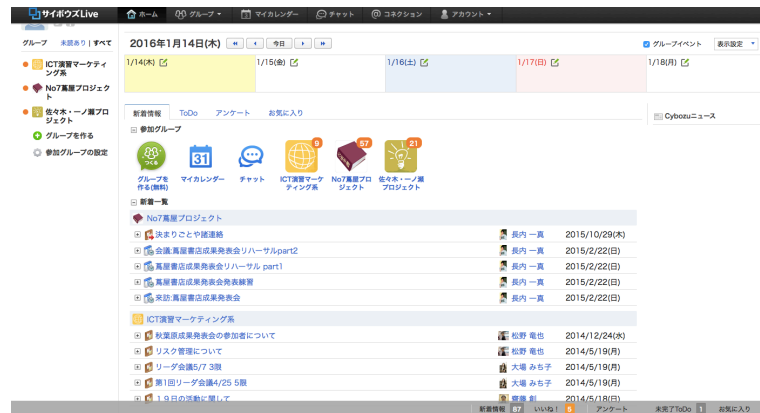 サイボウズLive ホーム グループ マイカレンダー チャット コネクション アカウント
グループ 未読あり | すべて
ICT演習マーケティング系
No7蔦屋プロジェクト
佐々木・一ノ瀬プロジェクト
グループを作る
参加グループの設定
2016年1月14日(木) 今日 グループイベント 表示設定
1/14(木) 1/15(金) 1/16(土) 1/17(日) 1/18(月)
新着情報 ToDo アンケート お気に入り
Cybozuニュース
参加グループ
31 9 57 21
つくる
グループを作る(無料) マイカレンダー チャット ICT演習マーケティング系 No7蔦屋プロジェクト 佐々木・一ノ瀬プロジェクト
新着一覧
No7蔦屋プロジェクト
決まりごとや諸連絡 長内 一真 2015/10/29(木)
会議:蔦屋書店成果発表会リハーサルpart2 長内 一真 2015/2/22(日)
蔦屋書店成果発表会リハーサル part1 長内 一真 2015/2/22(日)
蔦屋書店成果発表会発表練習 長内 一真 2015/2/22(日)
来訪:蔦屋書店成果発表会 長内 一真 2015/2/22(日)
ICT演習マーケティング系
秋葉原成果発表会の参加者について 松野 竜也 2014/12/24(水)
リスク管理について 松野 竜也 2014/5/19(月)
リーダ会議5/7 3限 大場 みち子 2014/5/19(月)
第1回リーダ会議4/25 5限 大場 みち子 2014/5/19(月)
19日の活動に関して 齊藤 創 2014/5/18(日)
新着情報 87 いいね! 5 アンケート 未完了ToDo 1 お気に入り